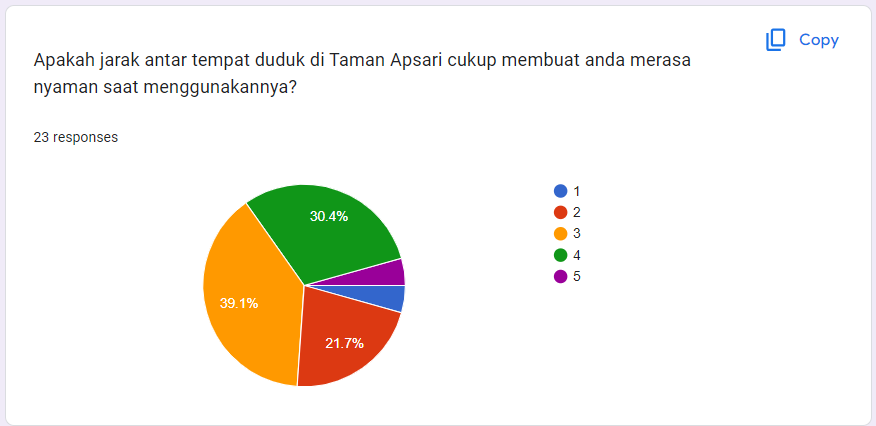 Copy
Apakah jarak antar tempat duduk di Taman Apsari cukup membuat anda merasa
nyaman saat menggunakannya?
23 responses
30.4%
39.1%
21.7%
1
2
3
4
5